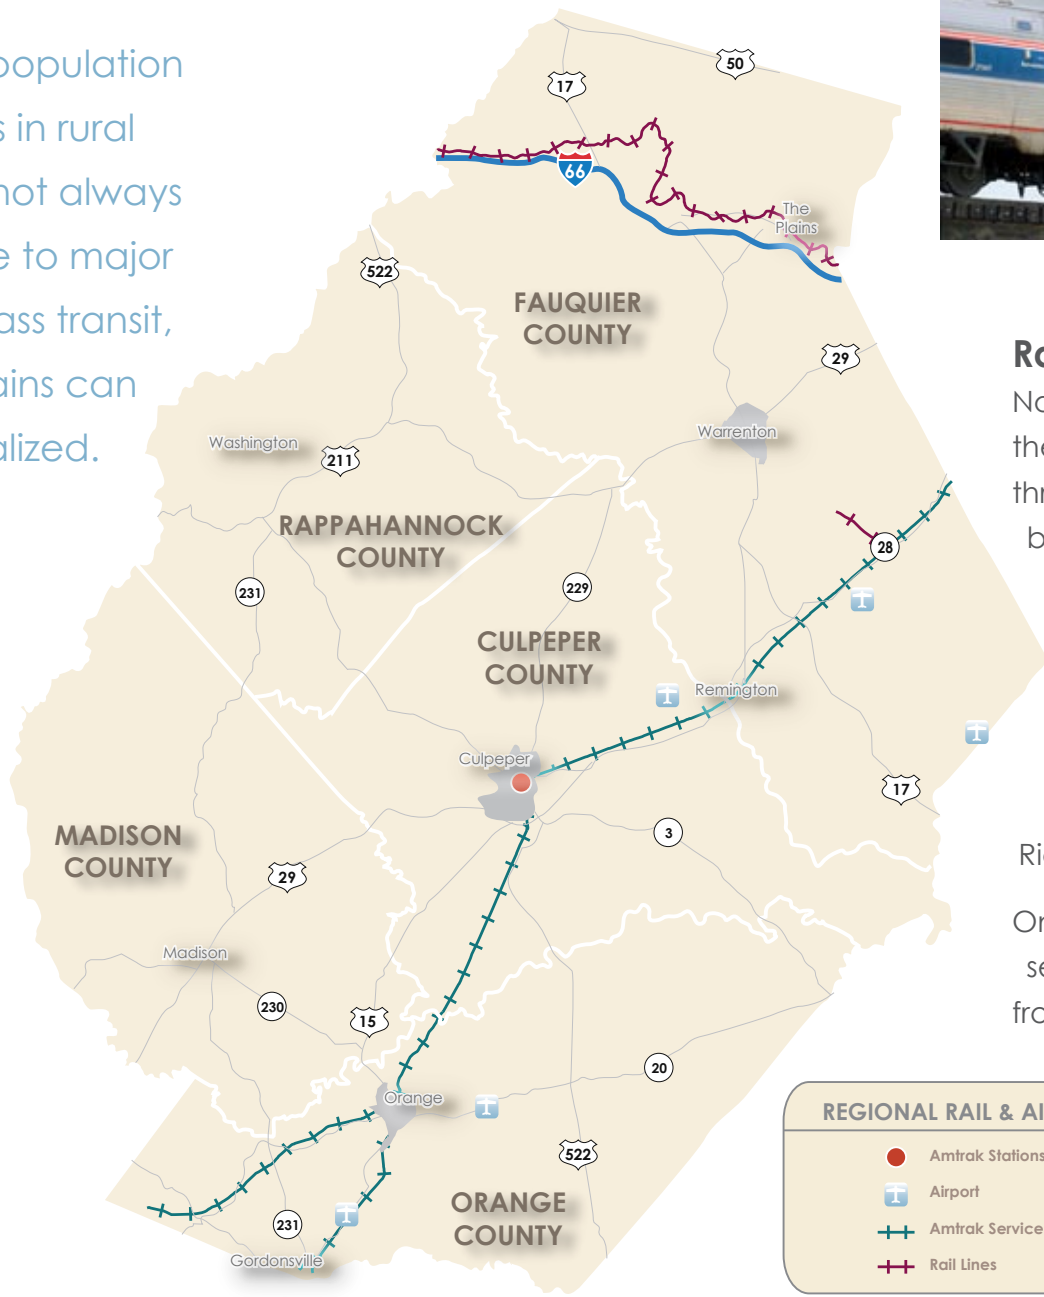 population
s in rural
not always
e to major
ass transit,
ains can
alized.
50
17
66
The
Plains
522
FAUQUIER
COUNTY
29
Warrenton
Washington
211
RAPPAHANNOCK
COUNTY
28
231
229
CULPEPER
COUNTY
Remington
Culpeper
17
3
MADISON
COUNTY
29
Madison
230
15
20
Orange
522
ORANGE
COUNTY
231
Gordonsville
Ro
No
the
thr
b
Ri
Or
se
fro
REGIONAL RAIL & AI
Amtrak Stations
Airport
Amtrak Service
Rail Lines